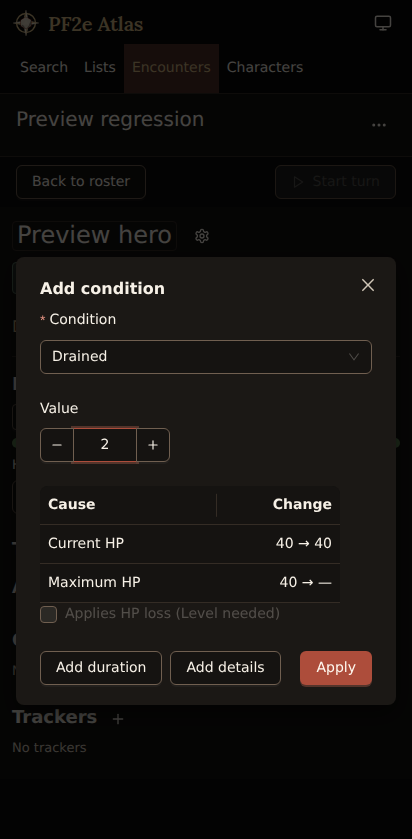 PF2e Atlas
Search Lists Encounters Characters
Preview regression
Back to roster Start turn
Preview hero
Add condition
* Condition
Drained
Value
− 2 +
Cause Change
Current HP 40 → 40
Maximum HP 40 → —
Applies HP loss (Level needed)
Add duration Add details Apply
Trackers +
No trackers